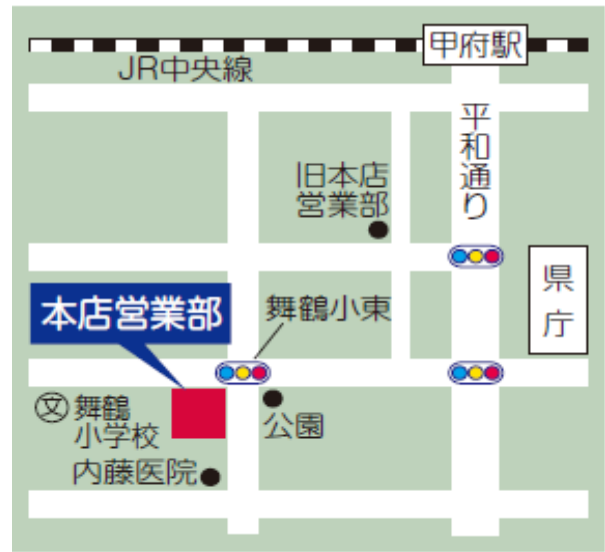 甲府駅
JR中央線
平和通り
旧本店
営業部
県庁
本店営業部
舞鶴小東
文
舞鶴
小学校
公園
内藤医院